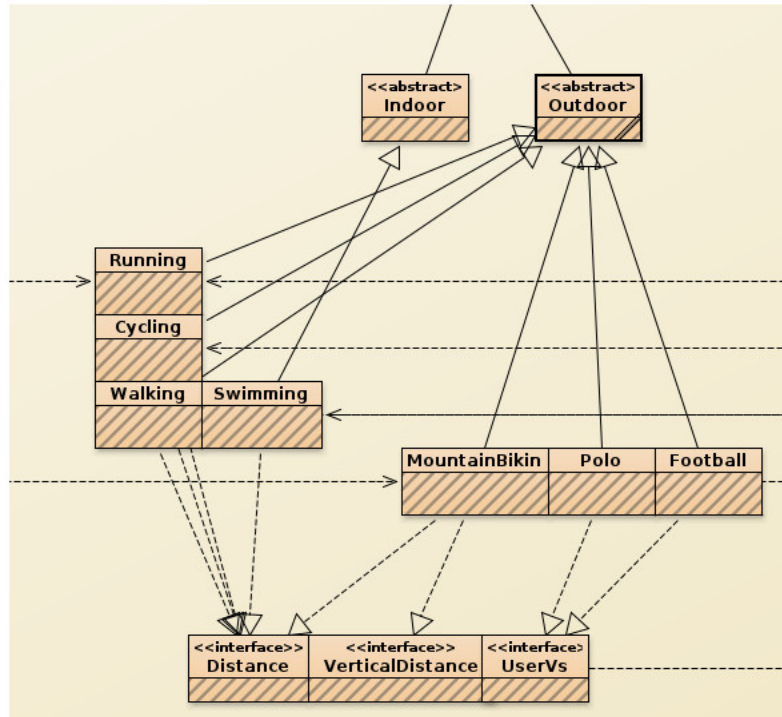 <<abstract>
Indoor
<<abstract>
Outdoor
Running
Cycling
Walking
Swimming
MountainBikin
Polo
Football
<<interface>>
Distance
<<interface>>
VerticalDistance
<<interface>
UserVs